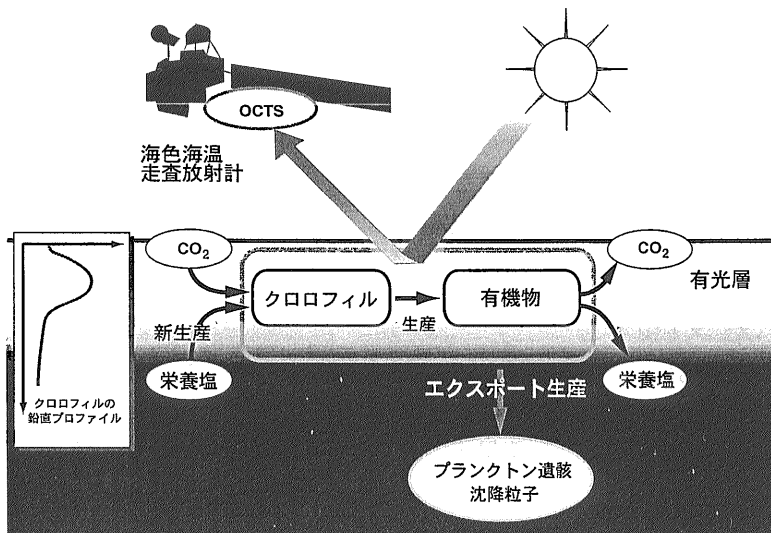 OCTS
海色海温
走査放射計
CO2
CO2
有光層
クロロフィル
有機物
生産
新生産
栄養塩
栄養塩
エクスポート生産
クロロフィルの
鉛直プロファイル
プランクトン遺骸
沈降粒子